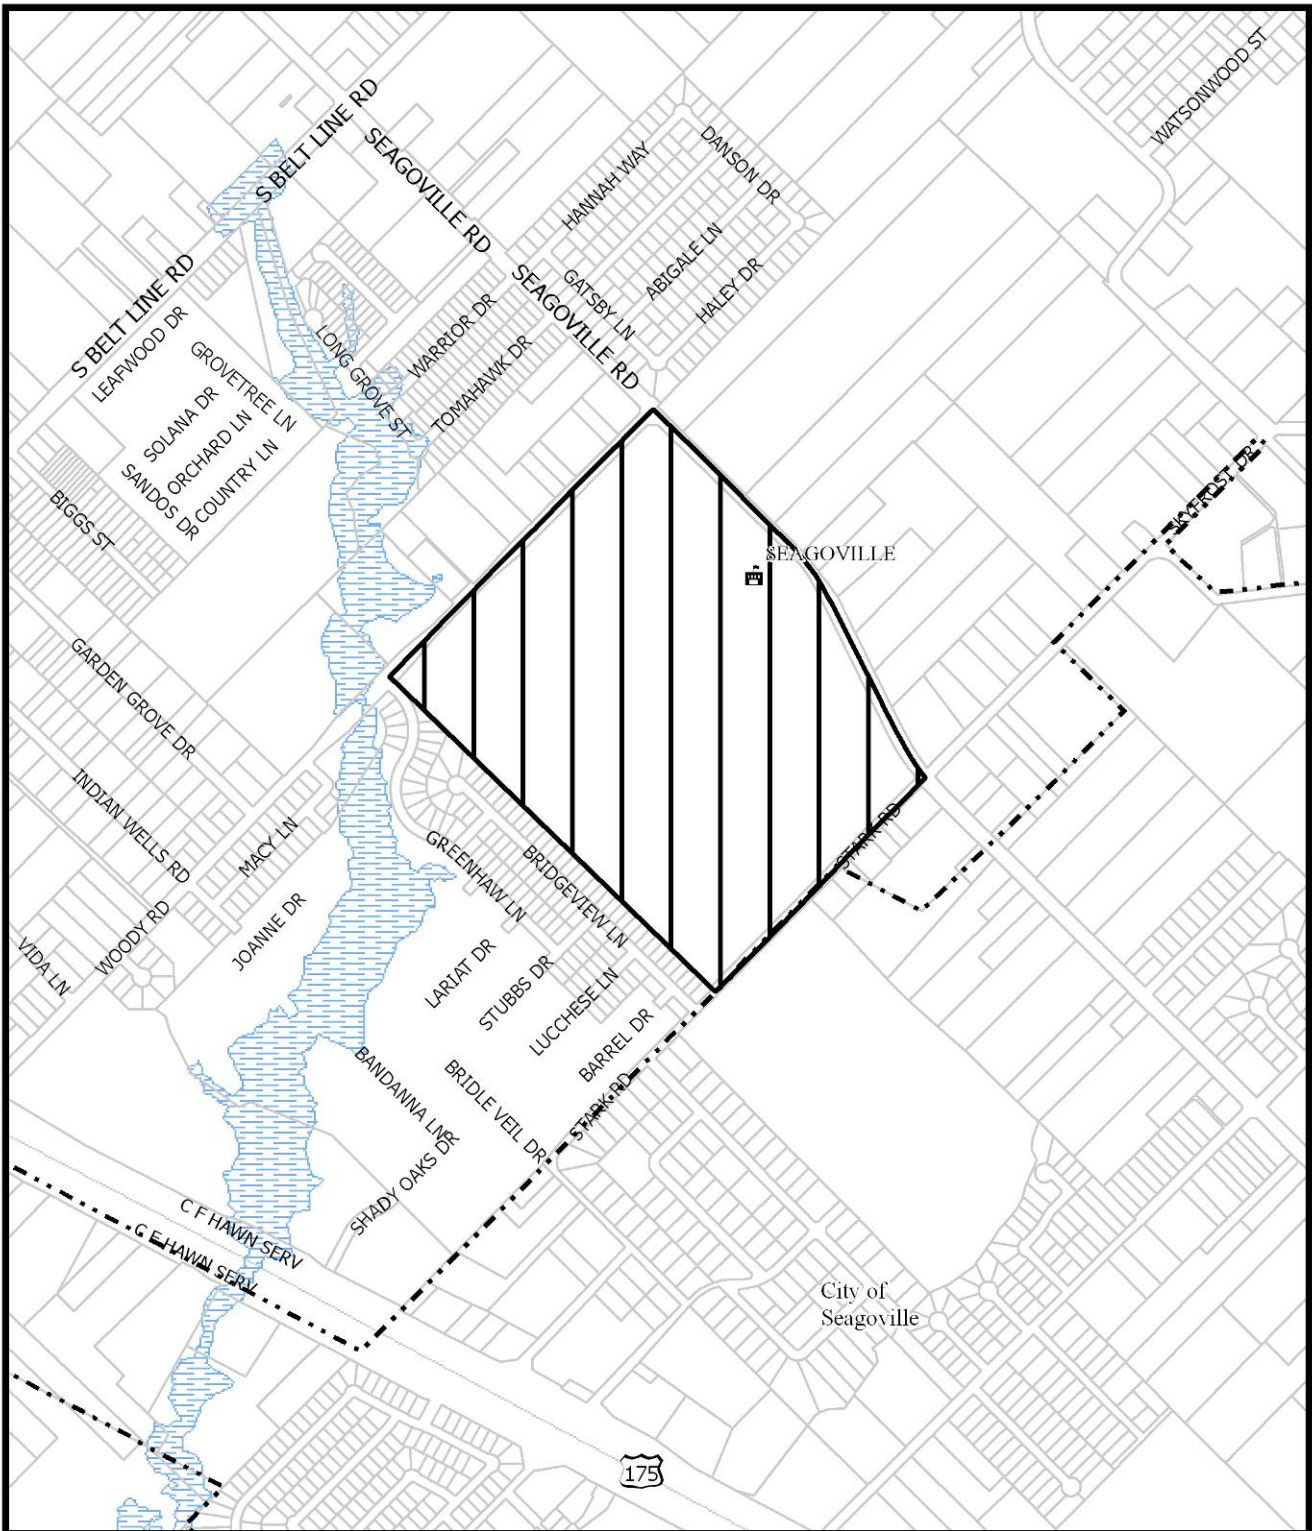 WATSONWOOD ST
S BELT LINE RD
SEAGOVILLE RD
DANSON DR
HANNAH WAY
ABIGALE LN
HALEY DR
GATSBY LN
SEAGOVILLE RD
S BELT LINE RD
LEAFWOOD DR
WARRIOR DR
LONG GROVE ST
TOMAHAWK DR
GROVETREE LN
SOLANA DR
ORCHARD LN
SANDOS DR
COUNTRY LN
BIGGS ST
SKYFROST DR
SEAGOVILLE
GARDEN GROVE DR
INDIAN WELLS RD
MACY LN
STARK RD
GREENHAW LN
BRIDGEVIEW LN
WOODY RD
JOANNE DR
VIDA LN
LARIAT DR
STUBBS DR
LUCCHESE LN
BARREL DR
BANDANNA LN
BRIDLE VEIL DR
STARK RD
SHADY OAKS DR
C F HAWN SERV
C F HAWN SERV
City of
Seagoville
175